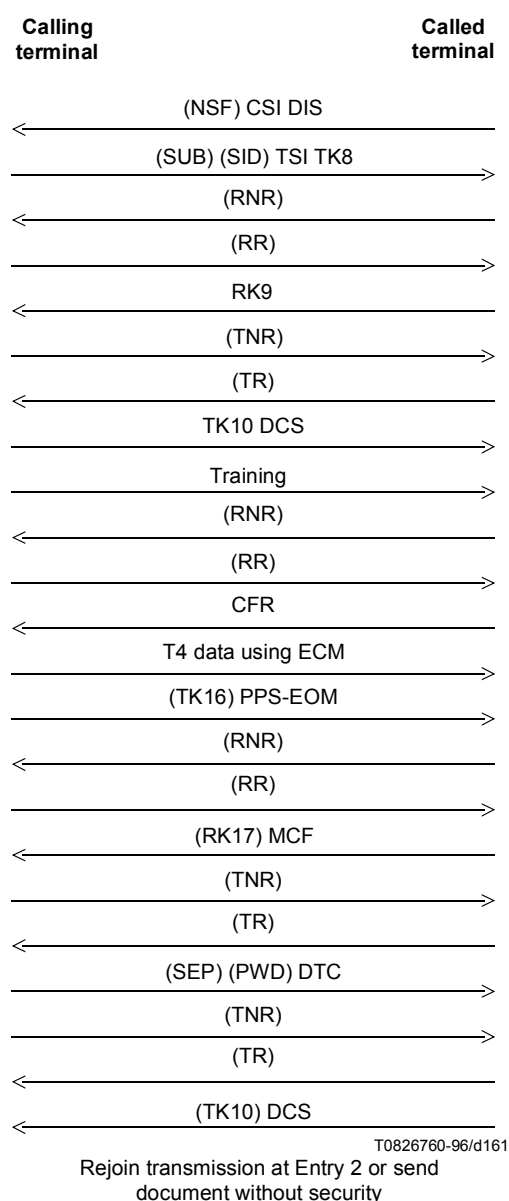 Calling
terminal
Called
terminal
(NSF) CSI DIS
(SUB) (SID) TSI TK8
(RNR)
(RR)
RK9
(TNR)
(TR)
TK10 DCS
Training
(RNR)
(RR)
CFR
T4 data using ECM
(TK16) PPS-EOM
(RNR)
(RR)
(RK17) MCF
(TNR)
(TR)
(SEP) (PWD) DTC
(TNR)
(TR)
(TK10) DCS
T0826760-96/d161
Rejoin transmission at Entry 2 or send
document without security